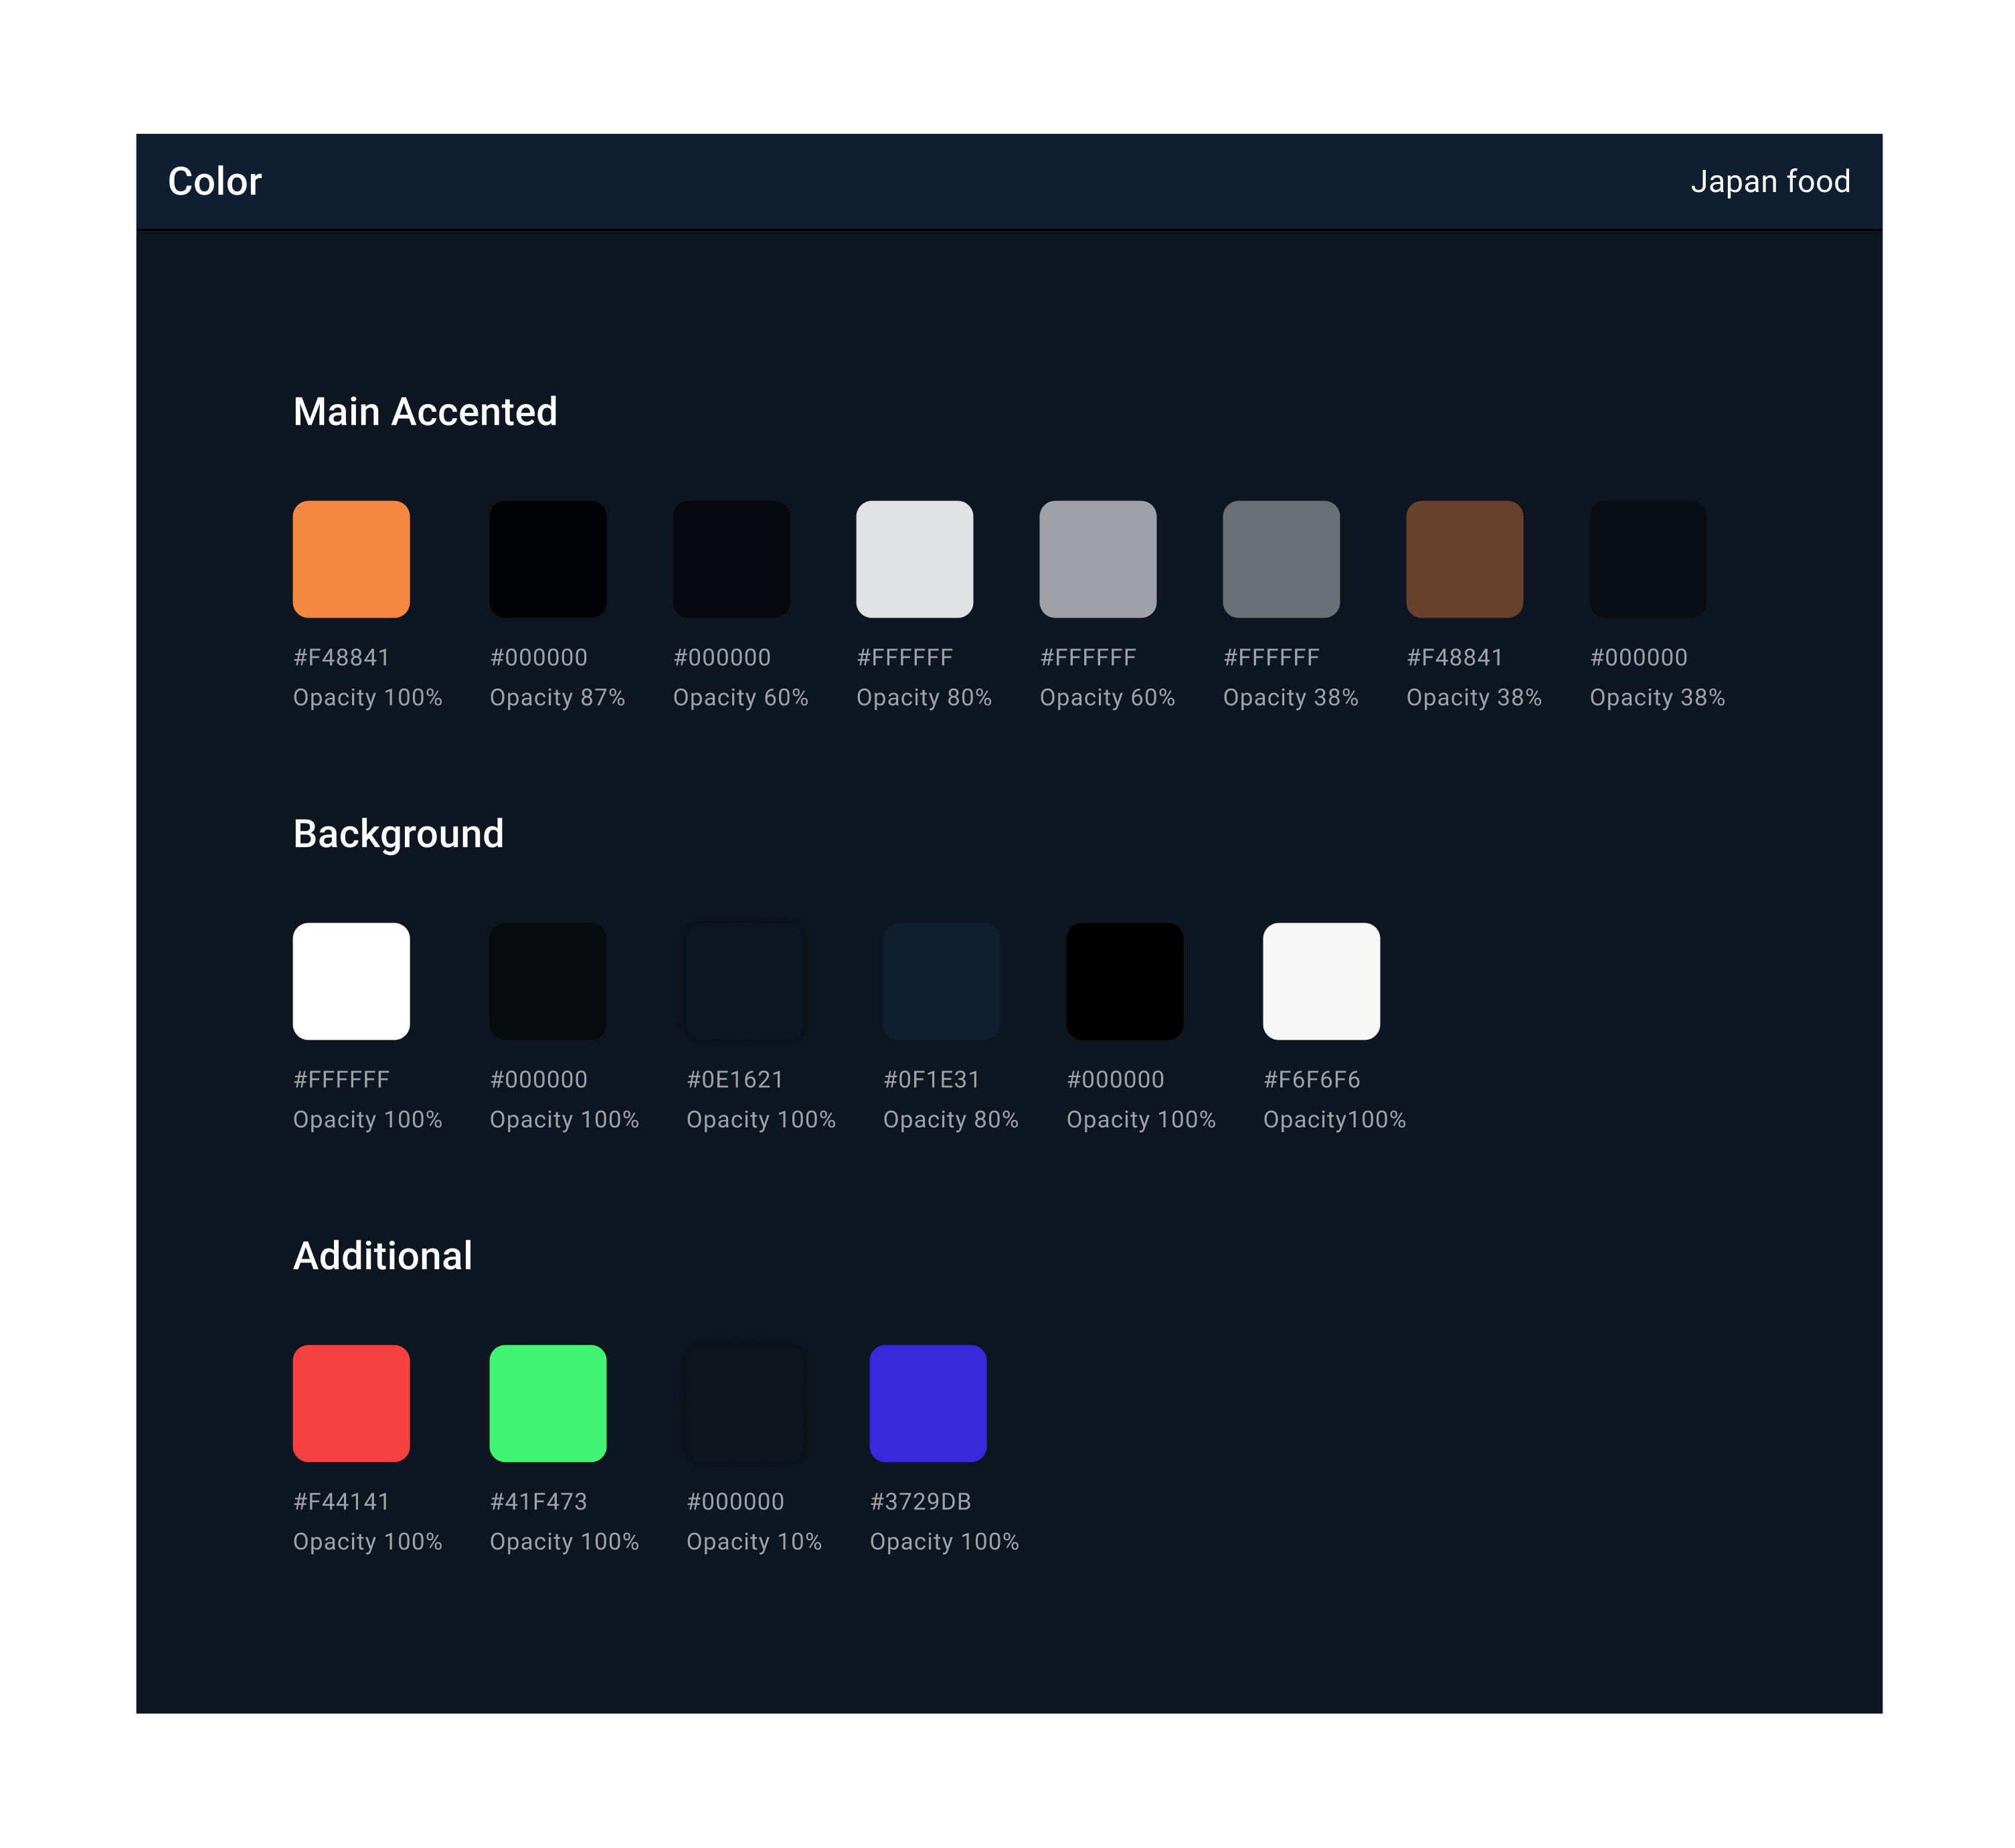 Color
Japan food
Main Accented
#F48841 #000000 #000000 #FFFFFF #FFFFFF #FFFFFF #F48841 #000000
Opacity 100% Opacity 87% Opacity 60% Opacity 80% Opacity 60% Opacity 38% Opacity 38% Opacity 38%
Background
#FFFFFF #000000 #0E1621 #0F1E31 #000000 #F6F6F6
Opacity 100% Opacity 100% Opacity 100% Opacity 80% Opacity 100% Opacity100%
Additional
#F44141 #41F473 #000000 #3729DB
Opacity 100% Opacity 100% Opacity 10% Opacity 100%